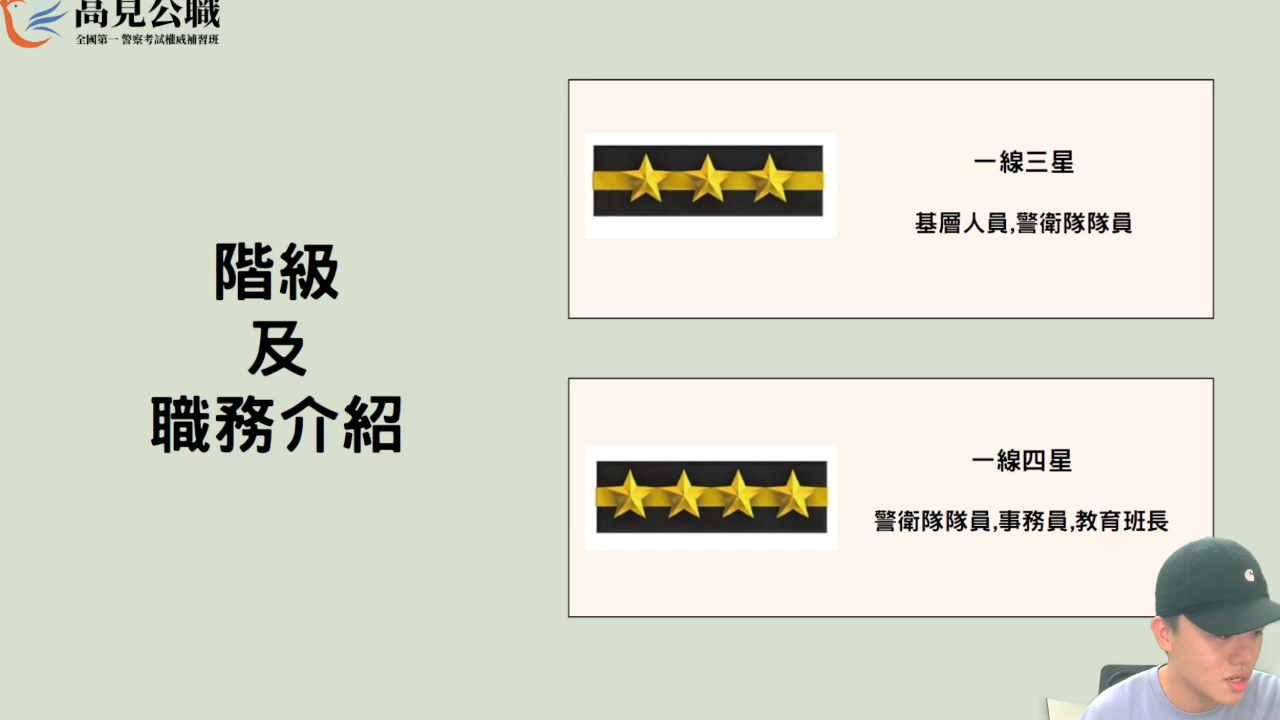 高見公職
全國第一 警察考試權威補習班
階級
及
職務介紹
一線三星
基層人員,警衛隊隊員
一線四星
警衛隊隊員,事務員,教育班長